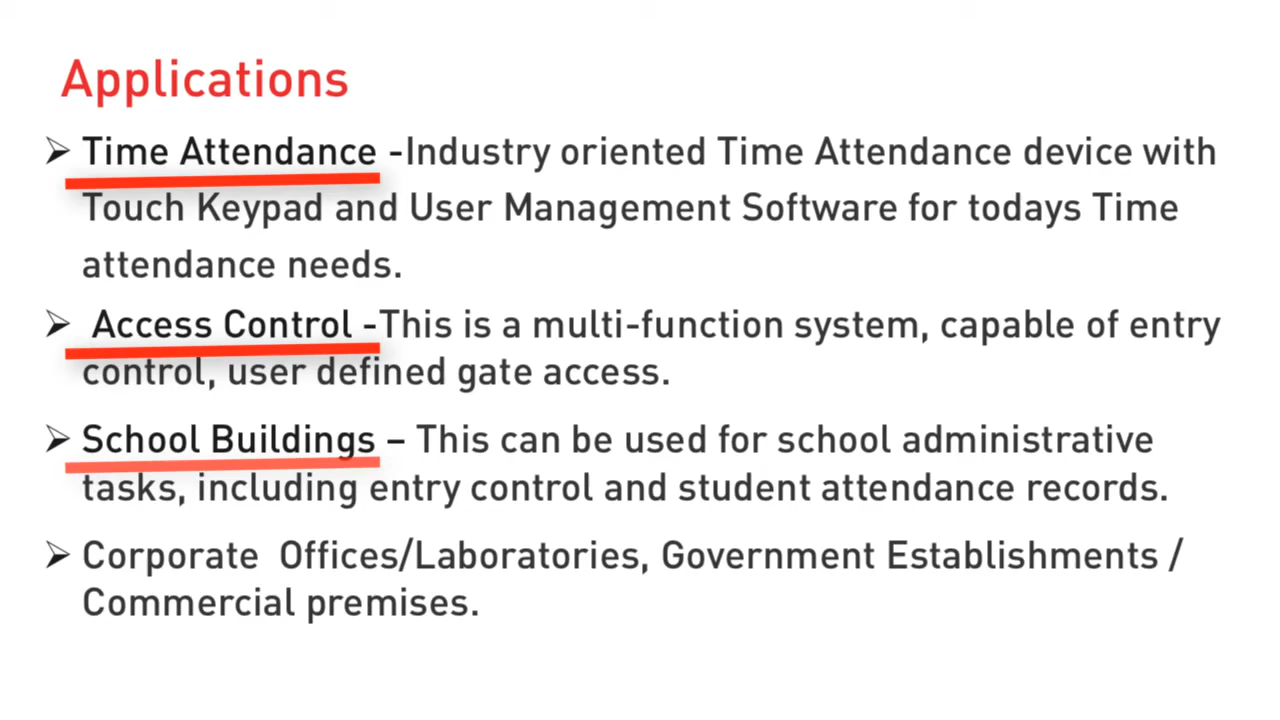 Applications
➢ Time Attendance -Industry oriented Time Attendance device with
Touch Keypad and User Management Software for todays Time
attendance needs.
➢ Access Control -This is a multi-function system, capable of entry
control, user defined gate access.
➢ School Buildings – This can be used for school administrative
tasks, including entry control and student attendance records.
➢ Corporate  Offices/Laboratories, Government Establishments /
Commercial premises.